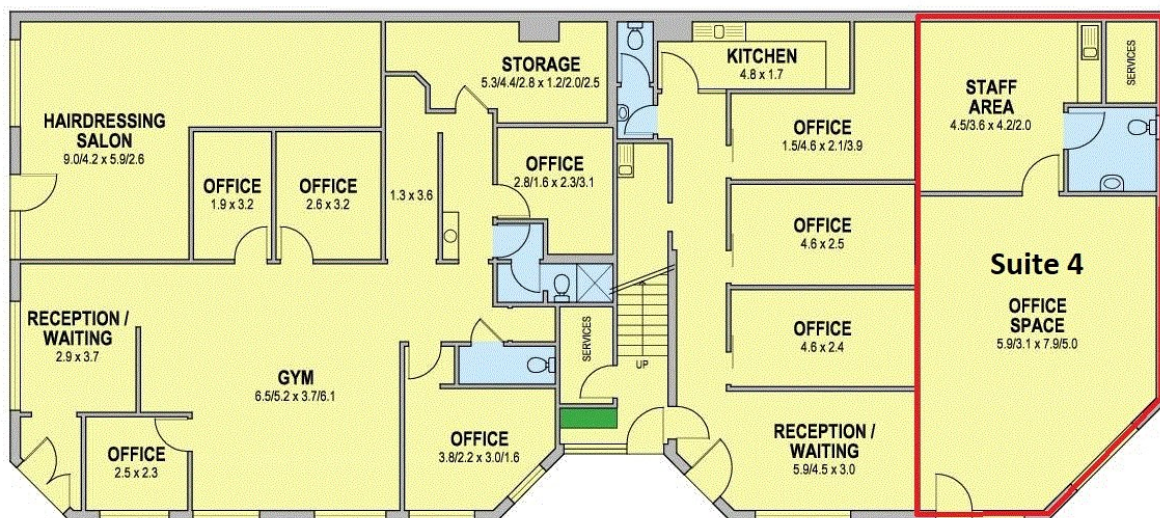 HAIRDRESSING
SALON
9.0/4.2 x 5.9/2.6
OFFICE
1.9 x 3.2
OFFICE
2.6 x 3.2
1.3 x 3.6
STORAGE
5.3/4.4/2.8 x 1.2/2.0/2.5
OFFICE
2.8/1.6 x 2.3/3.1
KITCHEN
4.8 x 1.7
OFFICE
1.5/4.6 x 2.1/3.9
OFFICE
4.6 x 2.5
OFFICE
4.6 x 2.4
STAFF
AREA
4.5/3.6 x 4.2/2.0
SERVICES
Suite 4
OFFICE
SPACE
5.9/3.1 x 7.9/5.0
RECEPTION /
WAITING
2.9 x 3.7
GYM
6.5/5.2 x 3.7/6.1
OFFICE
2.5 x 2.3
OFFICE
3.8/2.2 x 3.0/1.6
SERVICES
UP
RECEPTION /
WAITING
5.9/4.5 x 3.0